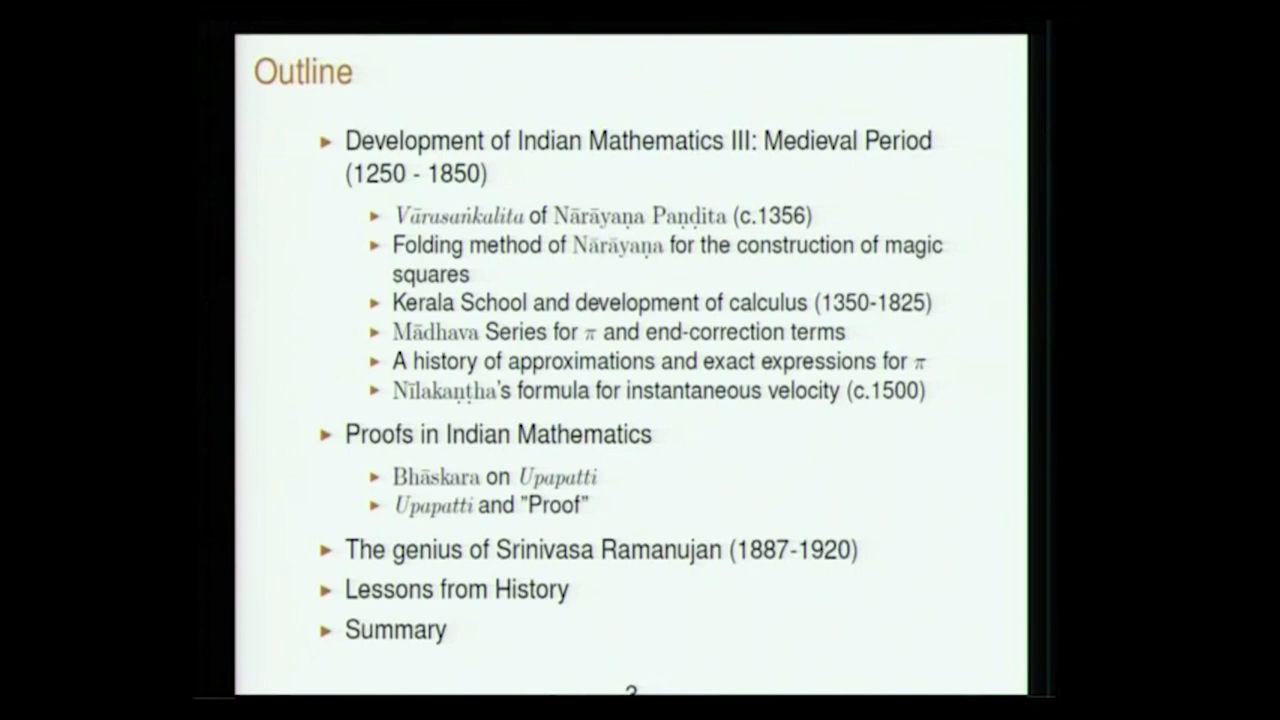 Outline
► Development of Indian Mathematics III: Medieval Period
(1250 - 1850)
► Vārasaṅkalita of Nārāyaṇa Paṇḍita (c.1356)
► Folding method of Nārāyaṇa for the construction of magic
squares
► Kerala School and development of calculus (1350-1825)
► Mādhava Series for π and end-correction terms
► A history of approximations and exact expressions for π
► Nīlakaṇṭha's formula for instantaneous velocity (c.1500)
► Proofs in Indian Mathematics
► Bhāskara on Upapatti
► Upapatti and "Proof"
► The genius of Srinivasa Ramanujan (1887-1920)
► Lessons from History
► Summary